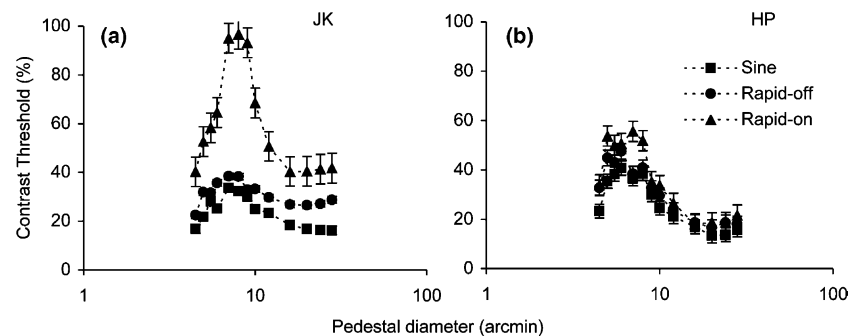 JK
HP
(a)
(b)
Contrast Threshold (%)
100
80
60
40
20
0
1
10
100
100
80
60
40
20
0
1
10
100
Sine
Rapid-off
Rapid-on
Pedestal diameter (arcmin)